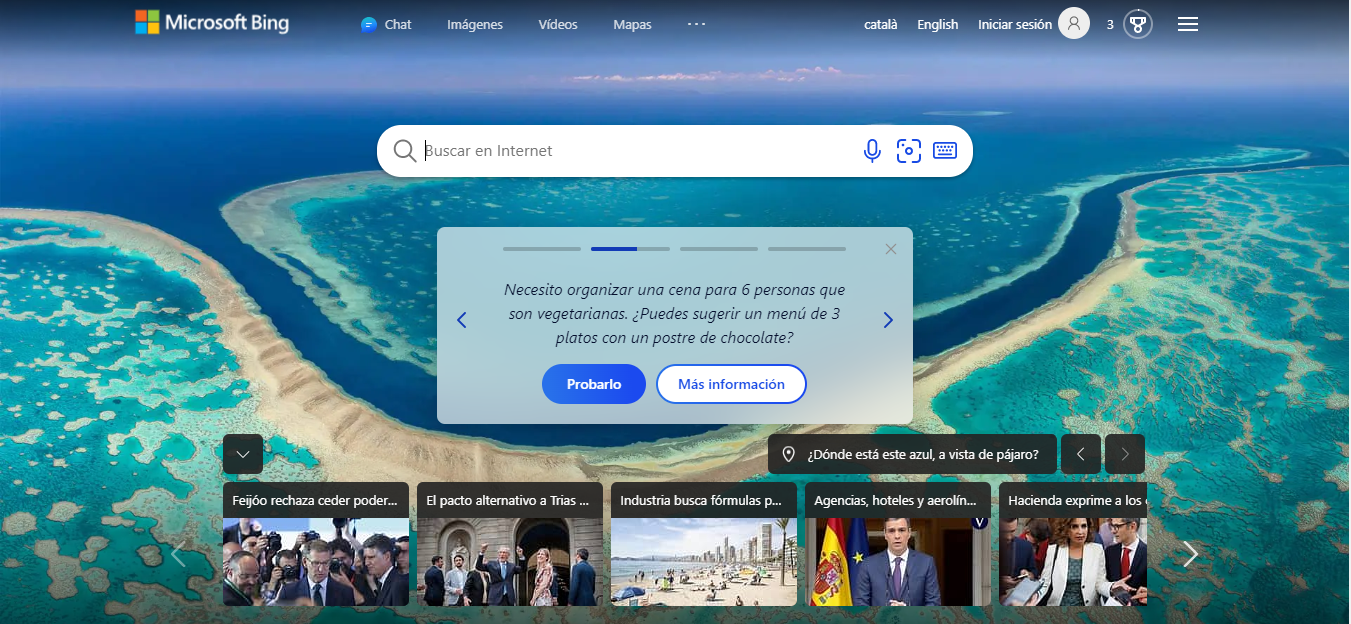 Microsoft Bing
Chat
Imágenes
Vídeos
Mapas
···
català
English
Iniciar sesión
3
Buscar en Internet
Necesito organizar una cena para 6 personas que
son vegetarianas. ¿Puedes sugerir un menú de 3
platos con un postre de chocolate?
Probarlo
Más información
¿Dónde está este azul, a vista de pájaro?
Feijóo rechaza ceder poder...
El pacto alternativo a Trias ...
Industria busca fórmulas p...
Agencias, hoteles y aerolín...
Hacienda exprime a los
V